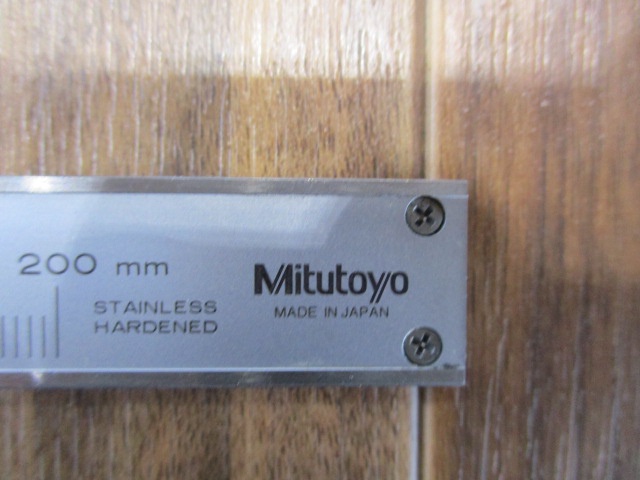 200 mm
STAINLESS
HARDENED
Mitutoyo
MADE IN JAPAN